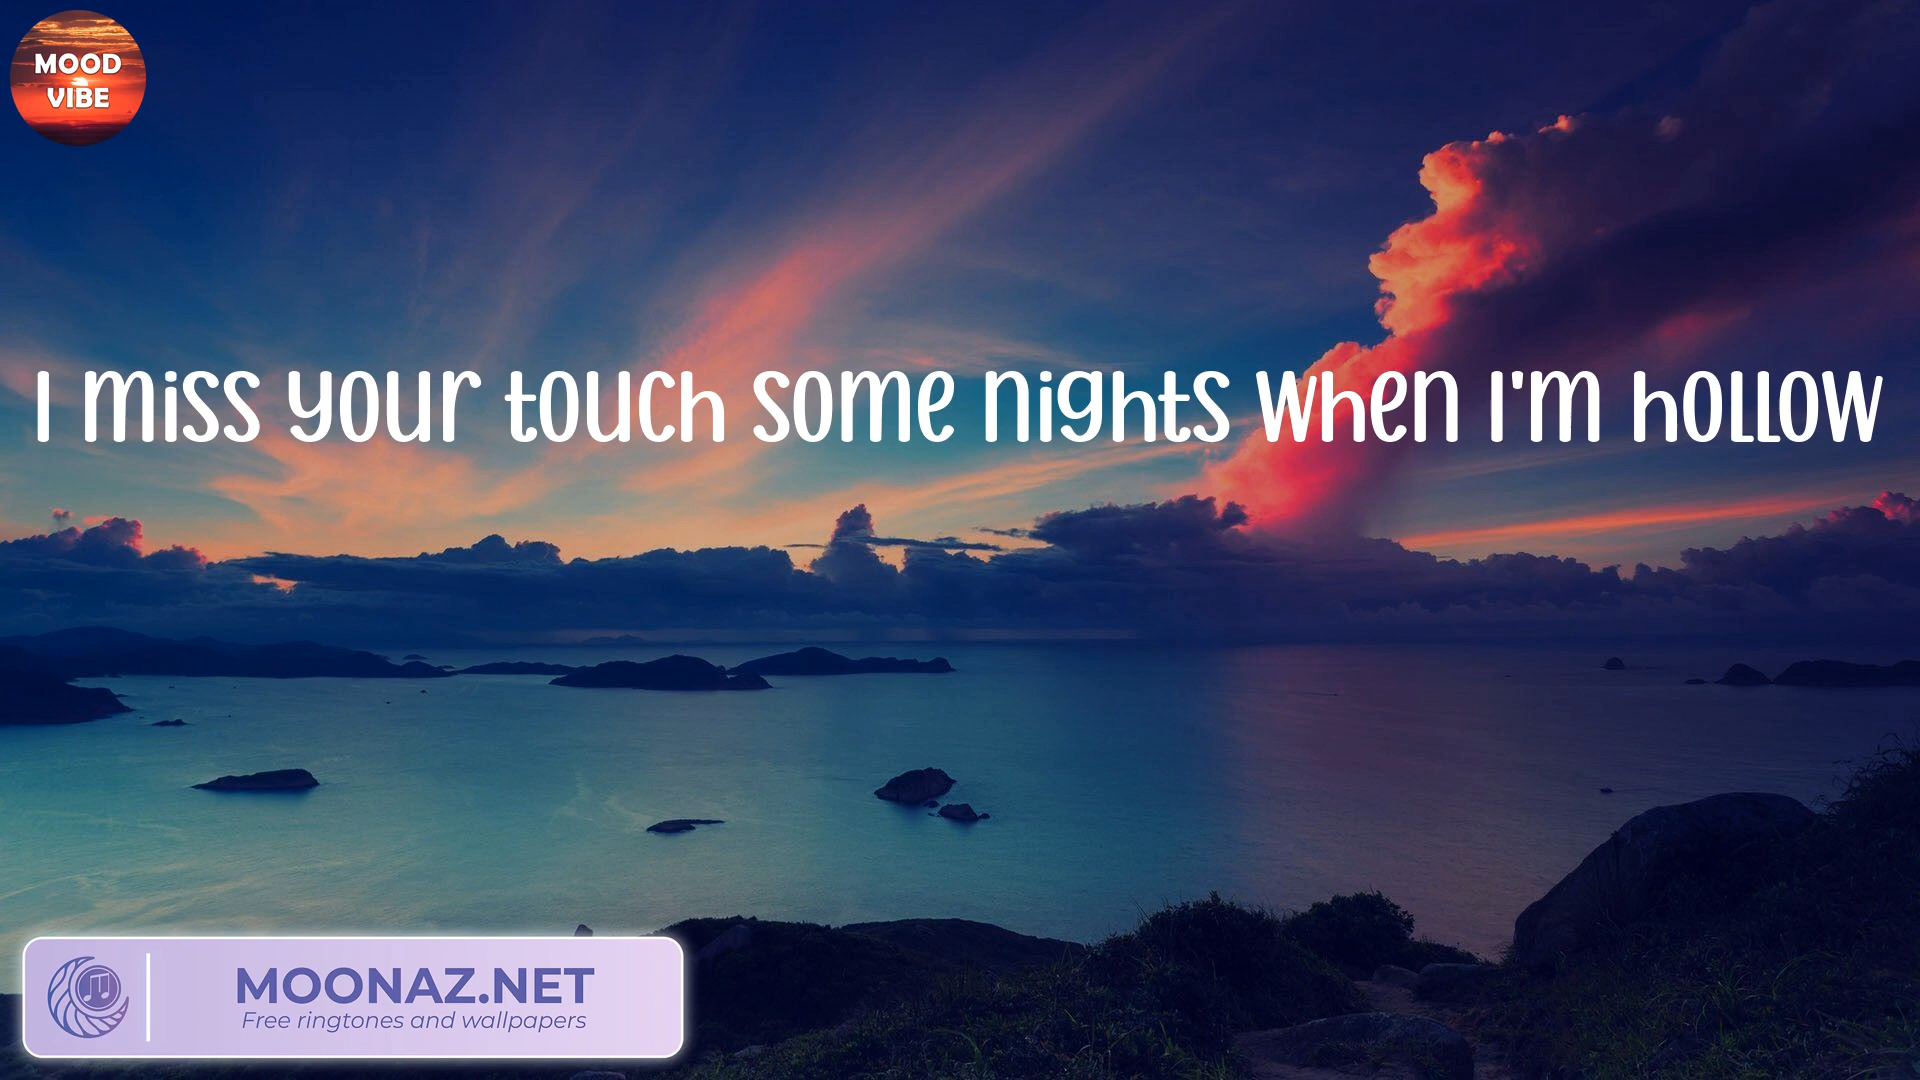 MOOD
VIBE
I miss your touch some nights when I'm hollow
MOONAZ.NET
Free ringtones and wallpapers